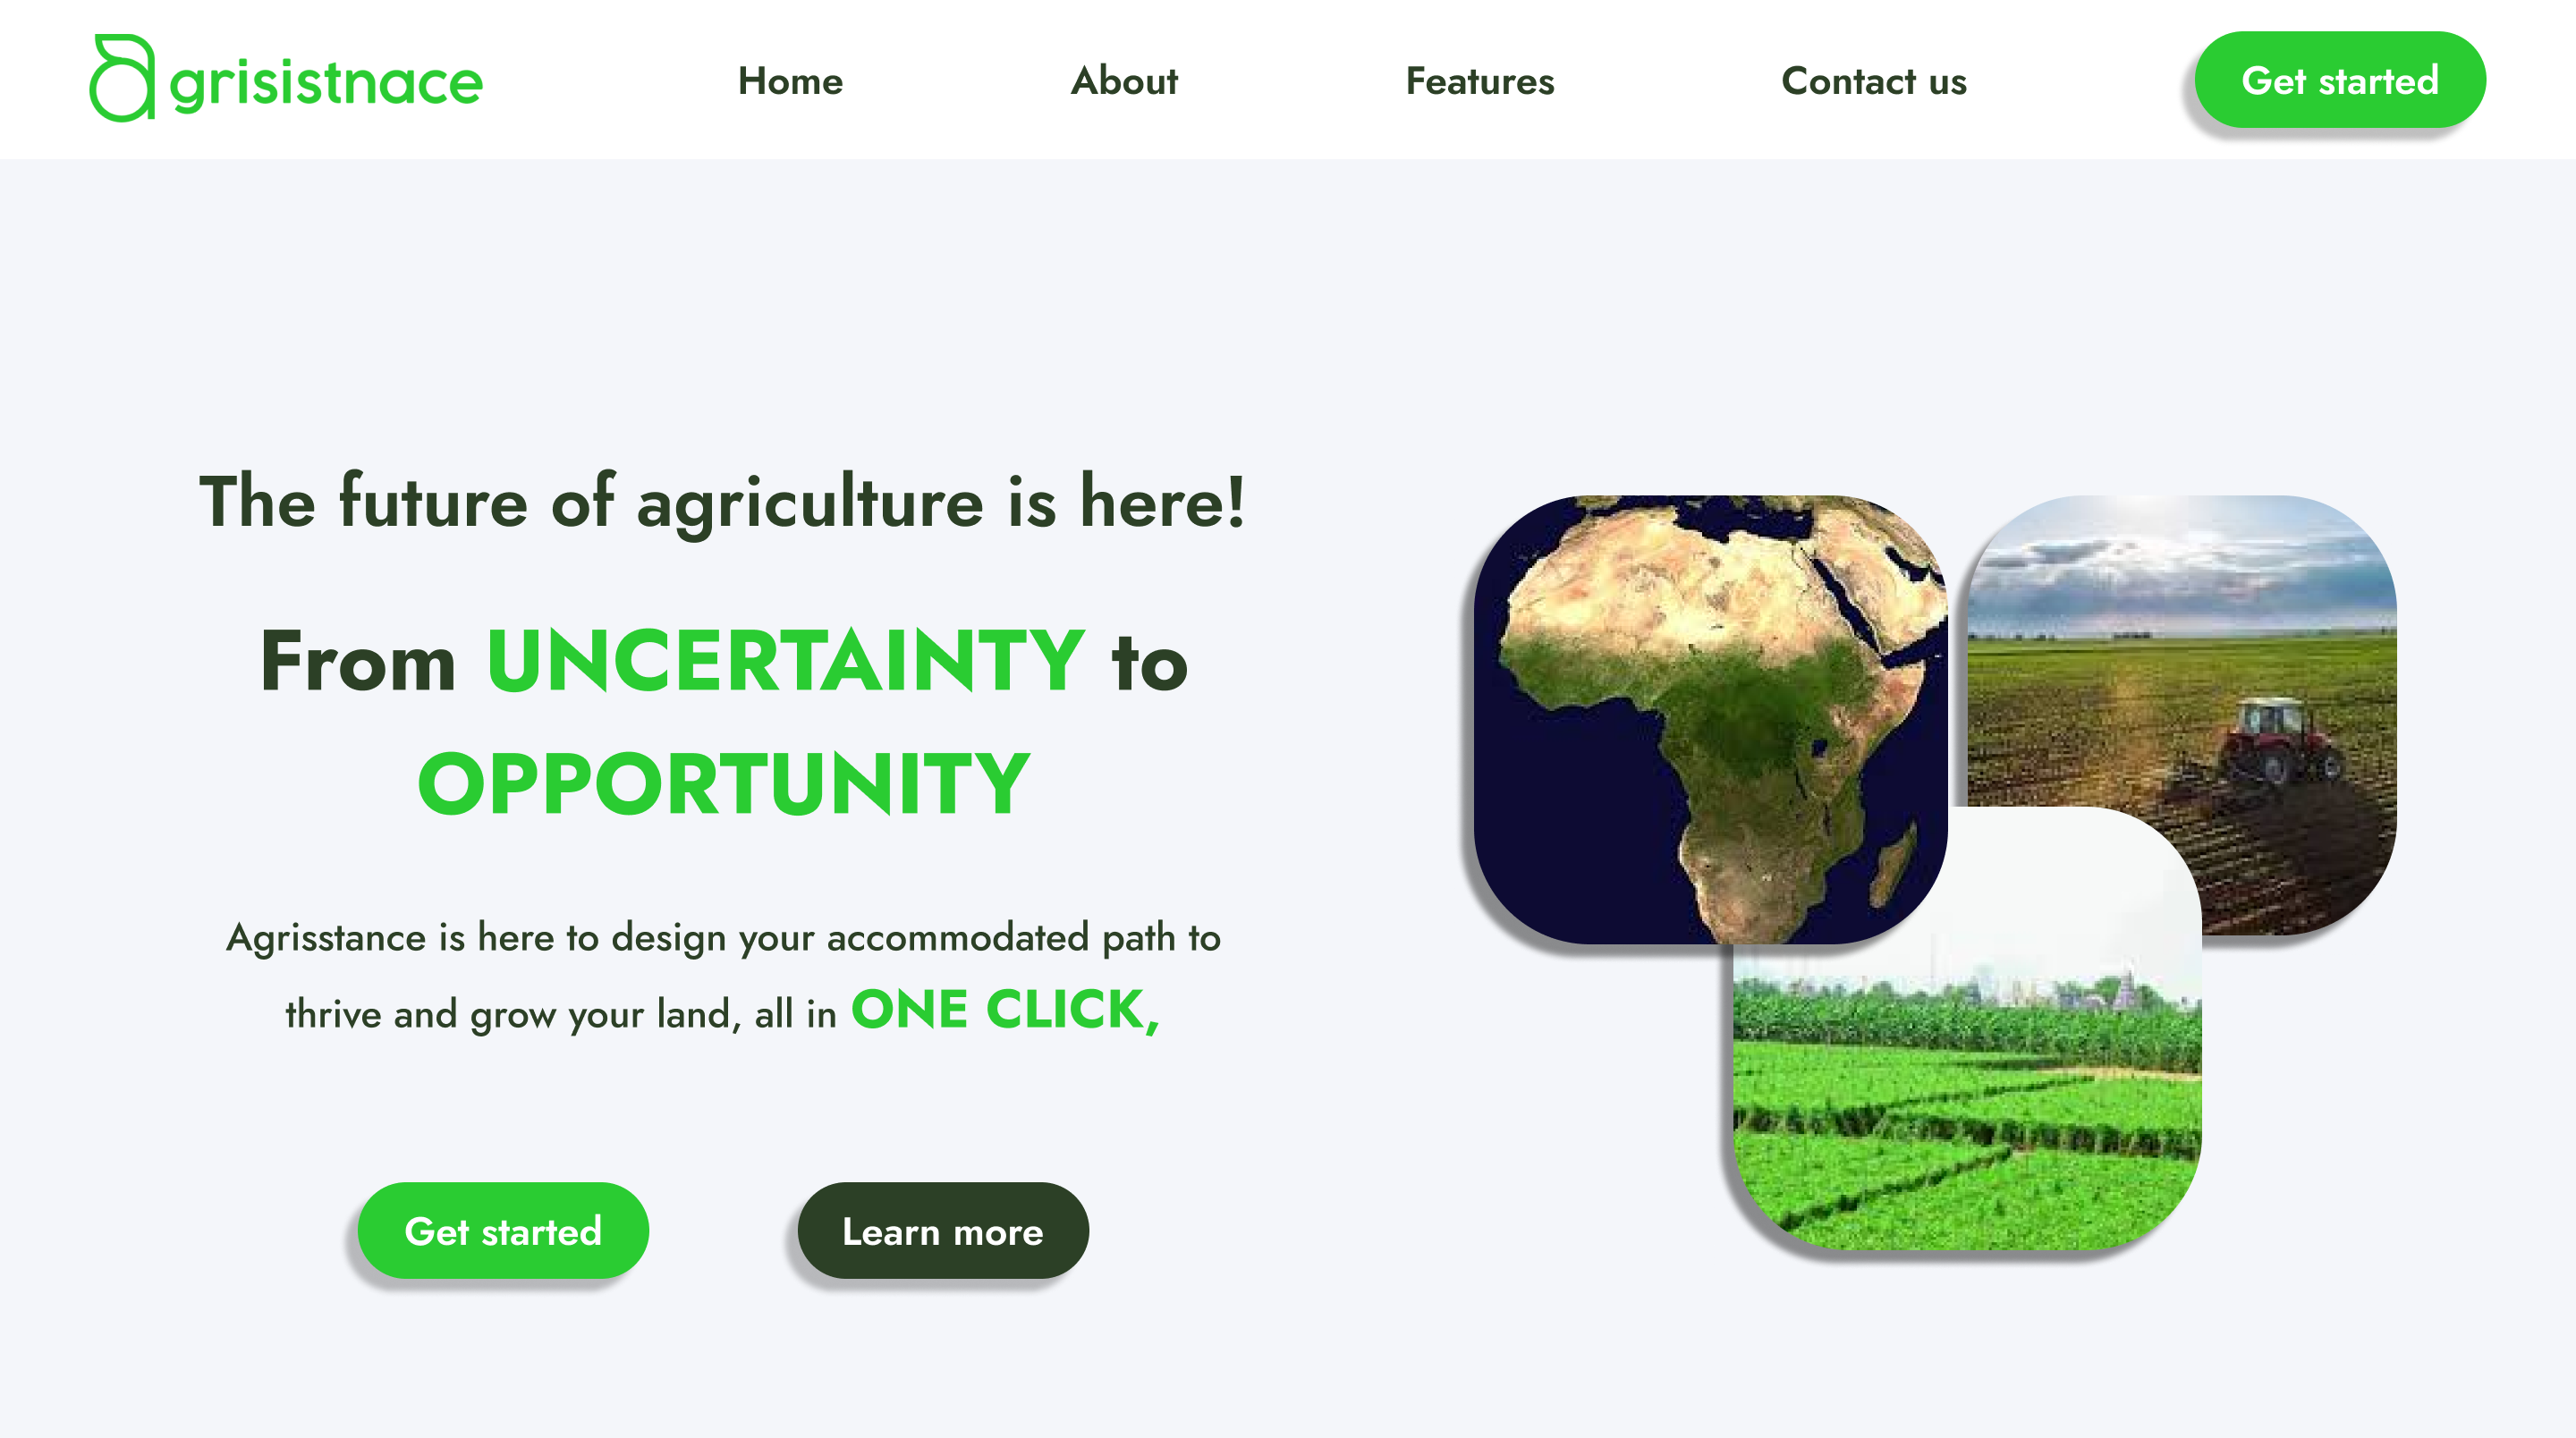 agrisistnace
Home
About
Features
Contact us
Get started
The future of agriculture is here!
From UNCERTAINTY to
OPPORTUNITY
Agrisstance is here to design your accommodated path to
thrive and grow your land, all in ONE CLICK,
Get started
Learn more